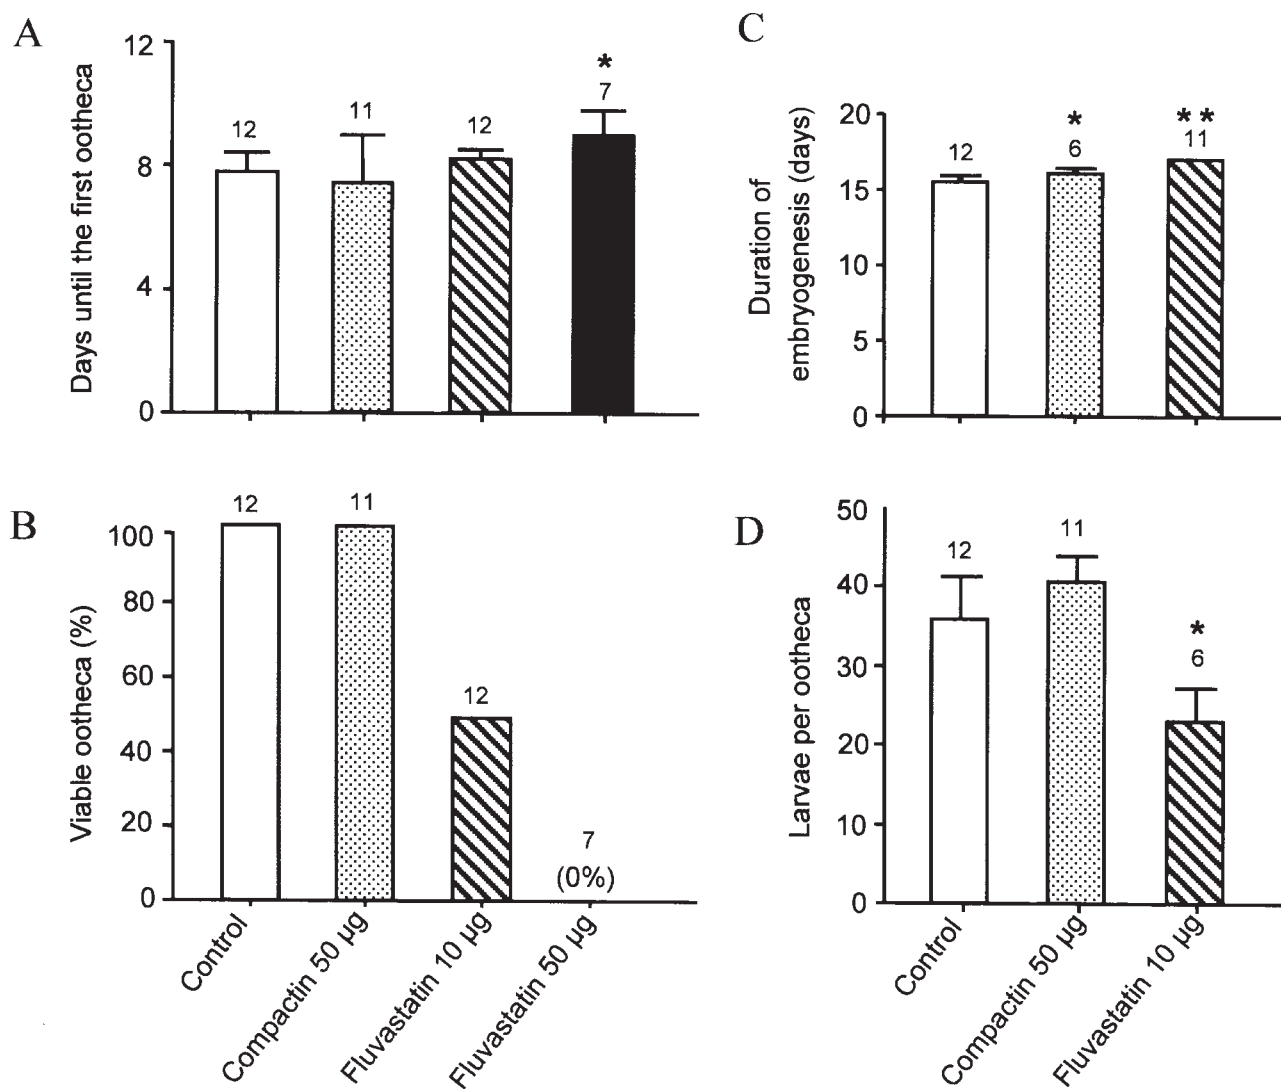 A
Days until the first ootheca
12
8
4
0
12
11
12
*
7
C
Duration of
embryogenesis (days)
20
15
10
5
0
12
*
6
**
11
B
Viable ootheca (%)
100
80
60
40
20
0
12
11
12
7
(0%)
Control
Compactin 50 µg
Fluvastatin 10 µg
Fluvastatin 50 µg
D
Larvae per ootheca
50
40
30
20
10
0
12
11
*
6
Control
Compactin 50 µg
Fluvastatin 10 µg